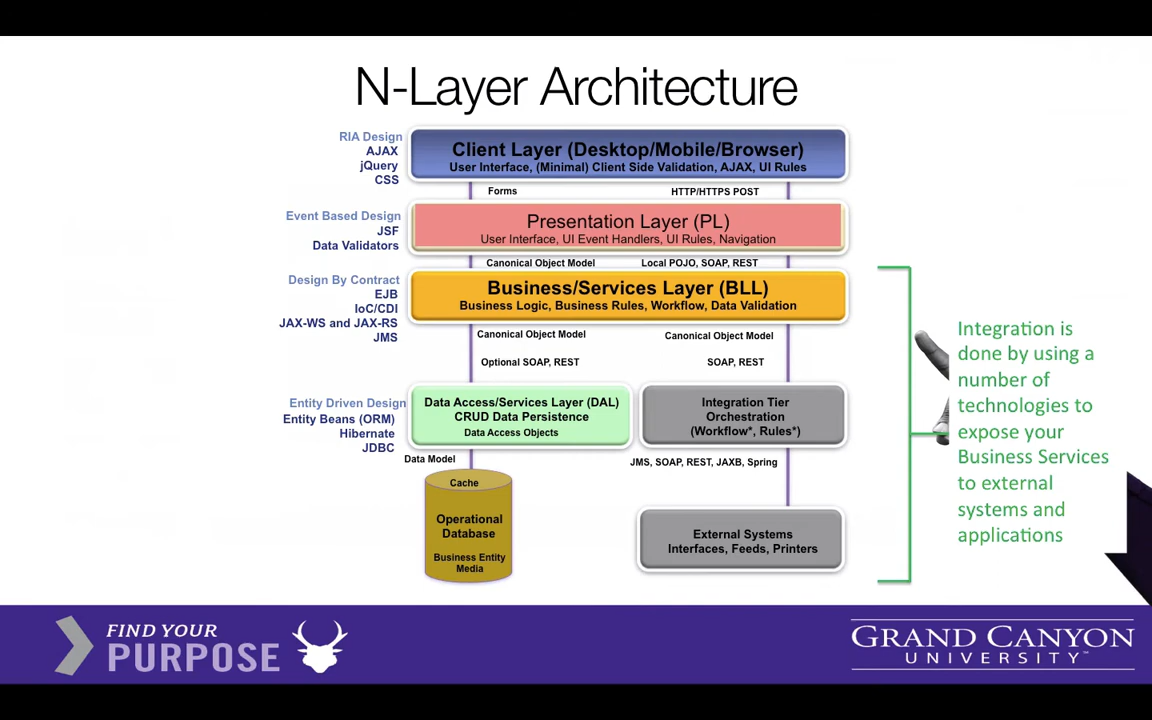 N-Layer Architecture
RIA Design
AJAX
jQuery
CSS
Client Layer (Desktop/Mobile/Browser)
User Interface, (Minimal) Client Side Validation, AJAX, UI Rules
Forms
HTTP/HTTPS POST
Event Based Design
JSF
Data Validators
Presentation Layer (PL)
User Interface, UI Event Handlers, UI Rules, Navigation
Canonical Object Model
Local POJO, SOAP, REST
Design By Contract
EJB
IoC/CDI
JAX-WS and JAX-RS
JMS
Business/Services Layer (BLL)
Business Logic, Business Rules, Workflow, Data Validation
Canonical Object Model
Canonical Object Model
Optional SOAP, REST
SOAP, REST
Entity Driven Design
Entity Beans (ORM)
Hibernate
JDBC
Data Access/Services Layer (DAL)
CRUD Data Persistence
Data Access Objects
Integration Tier
Orchestration
(Workflow*, Rules*)
Data Model
JMS, SOAP, REST, JAXB, Spring
Cache
Operational
Database
Business Entity
Media
External Systems
Interfaces, Feeds, Printers
Integration is
done by using a
number of
technologies to
expose your
Business Services
to external
systems and
applications
FIND YOUR
PURPOSE
GRAND CANYON
UNIVERSITY™